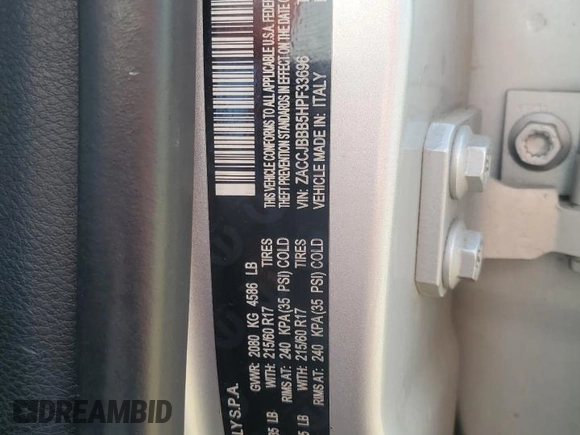 LY S.P.A.
GVWR: 2080 KG 4586 LB
WITH: 215/60 R17 TIRES
RIMS AT: 240 KPA(35 PSI) COLD
WITH: 215/60 R17 TIRES
RIMS AT: 240 KPA(35 PSI) COLD
THIS VEHICLE CONFORMS TO ALL APPLICABLE U.S.A. FEDER
THEFT PREVENTION STANDARDS IN EFFECT ON THE DATE OF
VIN: ZACCJBBB5HPF33696
VEHICLE MADE IN: ITALY
DREAMBID